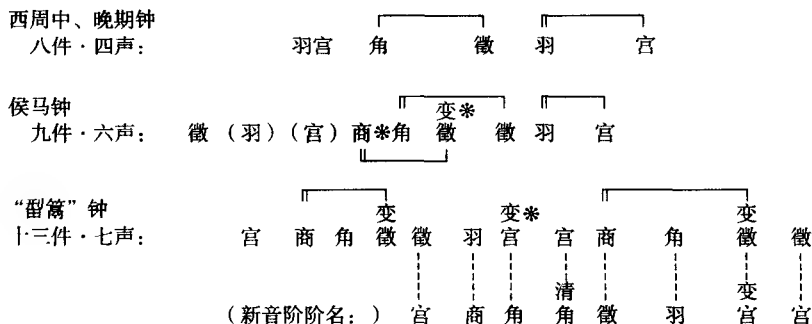 西周中、晚期钟
八件·四声： 羽宫 角 徵 羽 宫
侯马钟
变*
九件·六声： 徵 （羽）（宫） 商*角 徵 徵 羽 宫
钟
变 变* 变
十三件·七声： 宫 商 角 徵 徵 羽 宫 宫 商 角 徵 徵
清 变
（新音阶阶名：） 宫 商 角 角 徵 羽 宫 宫